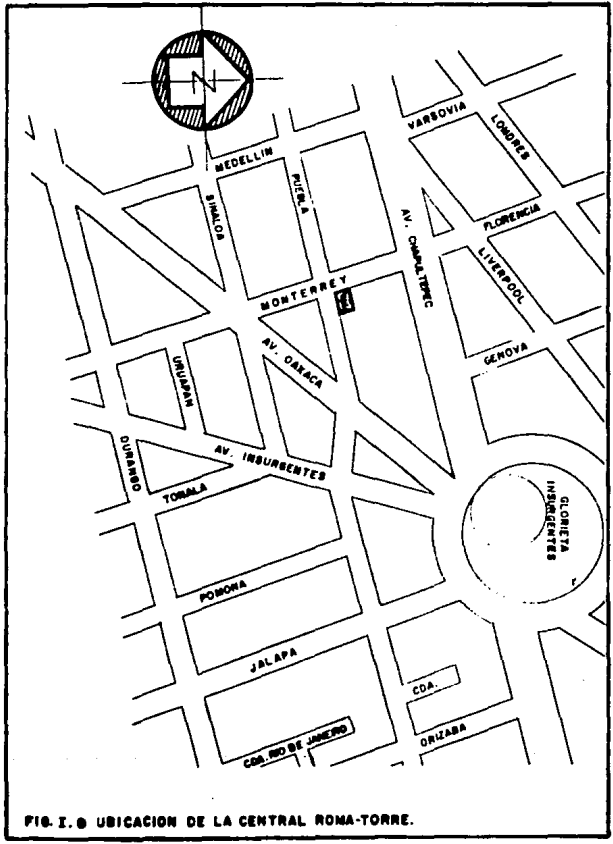 N
VARSOVIA
LONDRES
MEDELLIN
PUEBLA
SINALOA
AV. CHAPULTEPEC
FLORENCIA
LIVERPOOL
MONTERREY
GENOVA
AV. OAXACA
URUAPAN
DURANGO
AV. INSURGENTES
TONALA
GLORIETA
INSURGENTES
POMONA
JALAPA
CDA.
CDA. RIO DE JANEIRO
ORIZABA
FIG. I. 8 UBICACION DE LA CENTRAL ROMA-TORRE.